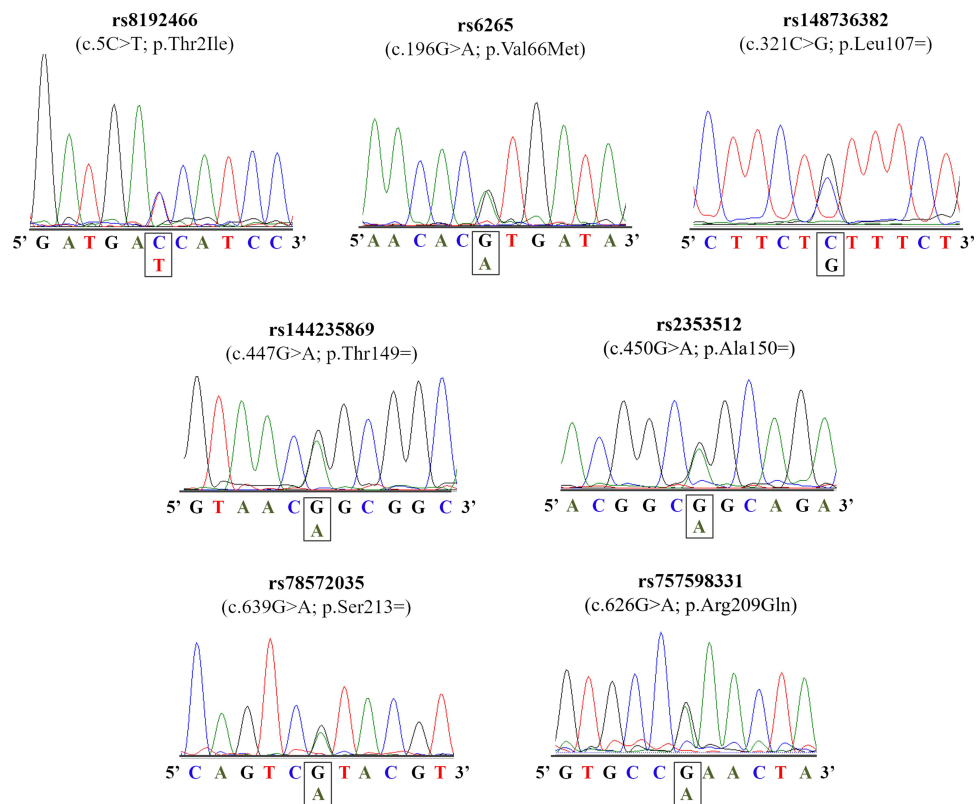 rs8192466
(c.5C>T; p.Thr2Ile)
rs6265
(c.196G>A; p.Val66Met)
rs148736382
(c.321C>G; p.Leu107=)
5’ G A T G A C C A T C C 3’
T
5’ A A C A C G T G A T A 3’
A
5’ C T T C T C T T T C T 3’
G
rs144235869
(c.447G>A; p.Thr149=)
rs2353512
(c.450G>A; p.Ala150=)
5’ G T A A C G G C G G C 3’
A
5’ A C G G C G G C A G A 3’
A
rs78572035
(c.639G>A; p.Ser213=)
rs757598331
(c.626G>A; p.Arg209Gln)
5’ C A G T C G T A C G T 3’
A
5’ G T G C C G A A C T A 3’
A